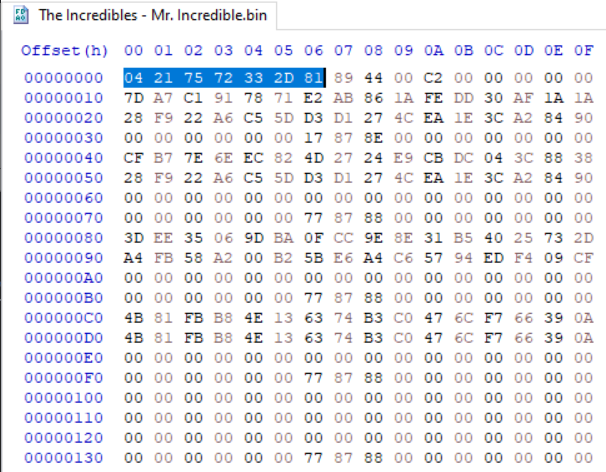 The Incredibles - Mr. Incredible.bin
Offset(h) 00 01 02 03 04 05 06 07 08 09 0A 0B 0C 0D 0E 0F
00000000 04 21 75 72 33 2D 81 89 44 00 C2 00 00 00 00 00
00000010 7D A7 C1 91 78 71 E2 AB 86 1A FE DD 30 AF 1A 1A
00000020 28 F9 22 A6 C5 5D D3 D1 27 4C EA 1E 3C A2 84 90
00000030 00 00 00 00 00 00 17 87 8E 00 00 00 00 00 00 00
00000040 CF B7 7E 6E EC 82 4D 27 24 E9 CB DC 04 3C 88 38
00000050 28 F9 22 A6 C5 5D D3 D1 27 4C EA 1E 3C A2 84 90
00000060 00 00 00 00 00 00 00 00 00 00 00 00 00 00 00 00
00000070 00 00 00 00 00 00 77 87 88 00 00 00 00 00 00 00
00000080 3D EE 35 06 9D BA 0F CC 9E 8E 31 B5 40 25 73 2D
00000090 A4 FB 58 A2 00 B2 5B E6 A4 C6 57 94 ED F4 09 CF
000000A0 00 00 00 00 00 00 00 00 00 00 00 00 00 00 00 00
000000B0 00 00 00 00 00 00 77 87 88 00 00 00 00 00 00 00
000000C0 4B 81 FB B8 4E 13 63 74 B3 C0 47 6C F7 66 39 0A
000000D0 4B 81 FB B8 4E 13 63 74 B3 C0 47 6C F7 66 39 0A
000000E0 00 00 00 00 00 00 00 00 00 00 00 00 00 00 00 00
000000F0 00 00 00 00 00 00 77 87 88 00 00 00 00 00 00 00
00000100 00 00 00 00 00 00 00 00 00 00 00 00 00 00 00 00
00000110 00 00 00 00 00 00 00 00 00 00 00 00 00 00 00 00
00000120 00 00 00 00 00 00 00 00 00 00 00 00 00 00 00 00
00000130 00 00 00 00 00 00 77 87 88 00 00 00 00 00 00 00